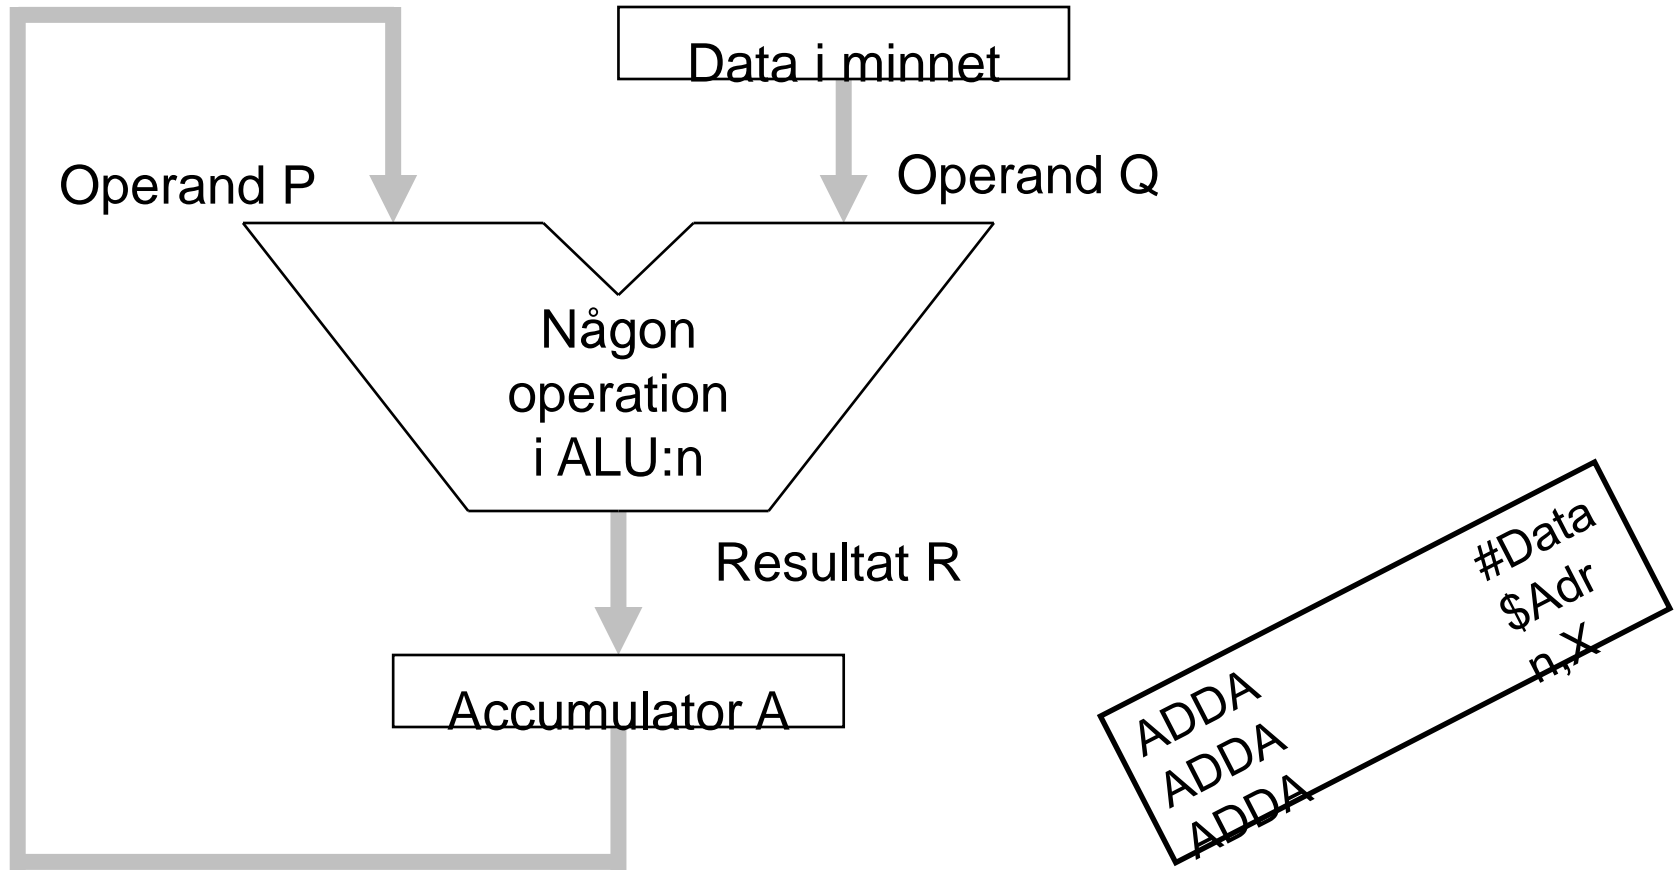 Data i minnet
Operand P
Operand Q
Någon
operation
i ALU:n
Resultat R
Accumulator A
ADDA #Data
ADDA $Adr
ADDA n,X